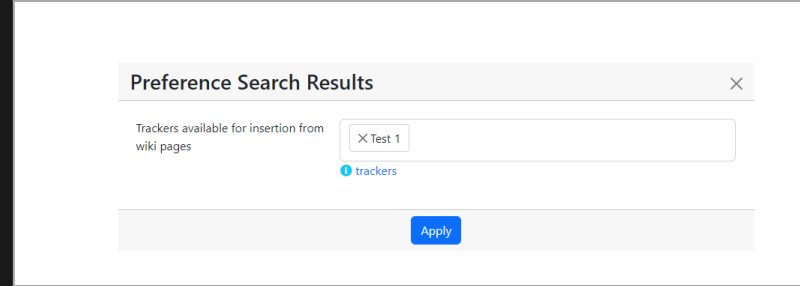 Preference Search Results
Trackers available for insertion from
wiki pages
Test 1
trackers
Apply